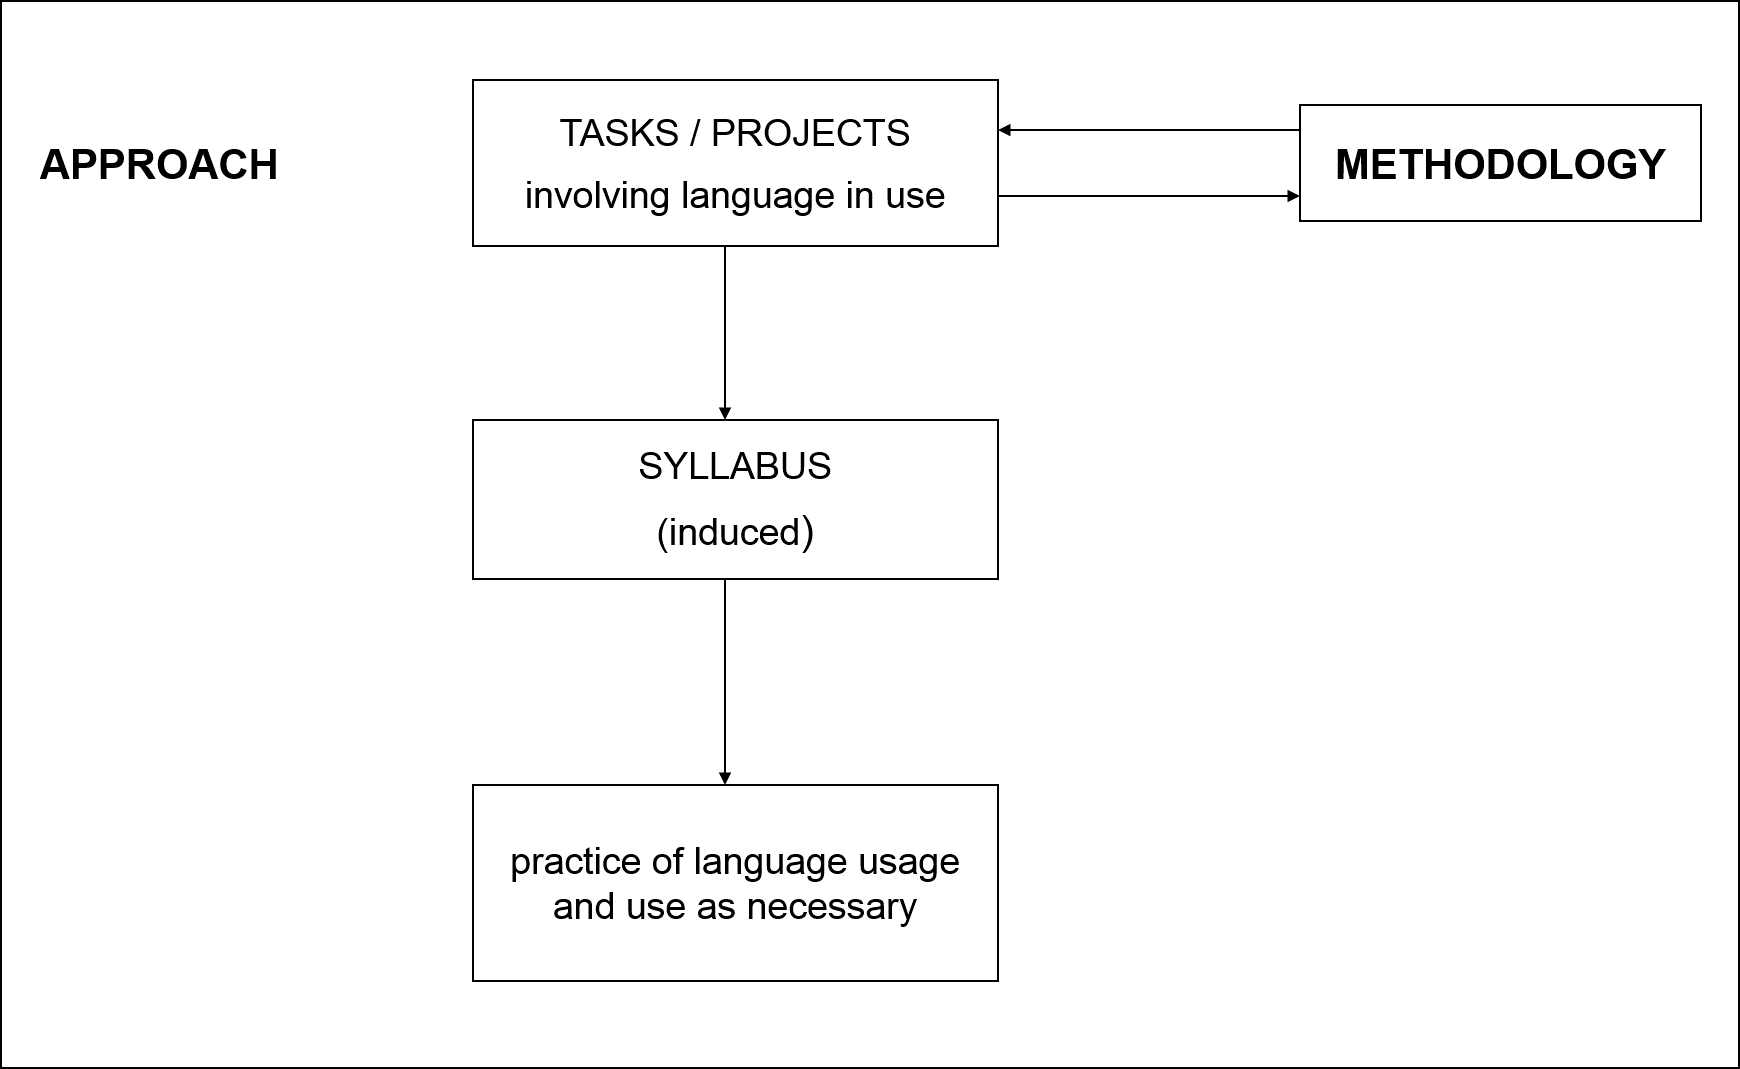 APPROACH
TASKS / PROJECTS
involving language in use
METHODOLOGY
SYLLABUS
(induced)
practice of language usage
and use as necessary